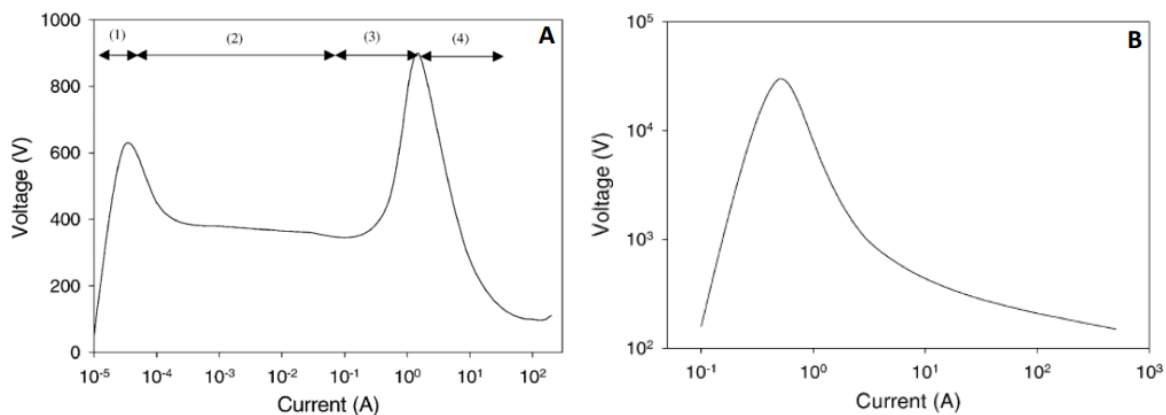 A
(1) (2) (3) (4)
1000
800
600
400
200
0
Voltage (V)
10⁻⁵ 10⁻⁴ 10⁻³ 10⁻² 10⁻¹ 10⁰ 10¹ 10²
Current (A)
B
10⁵
10⁴
10³
10²
Voltage (V)
10⁻¹ 10⁰ 10¹ 10² 10³
Current (A)